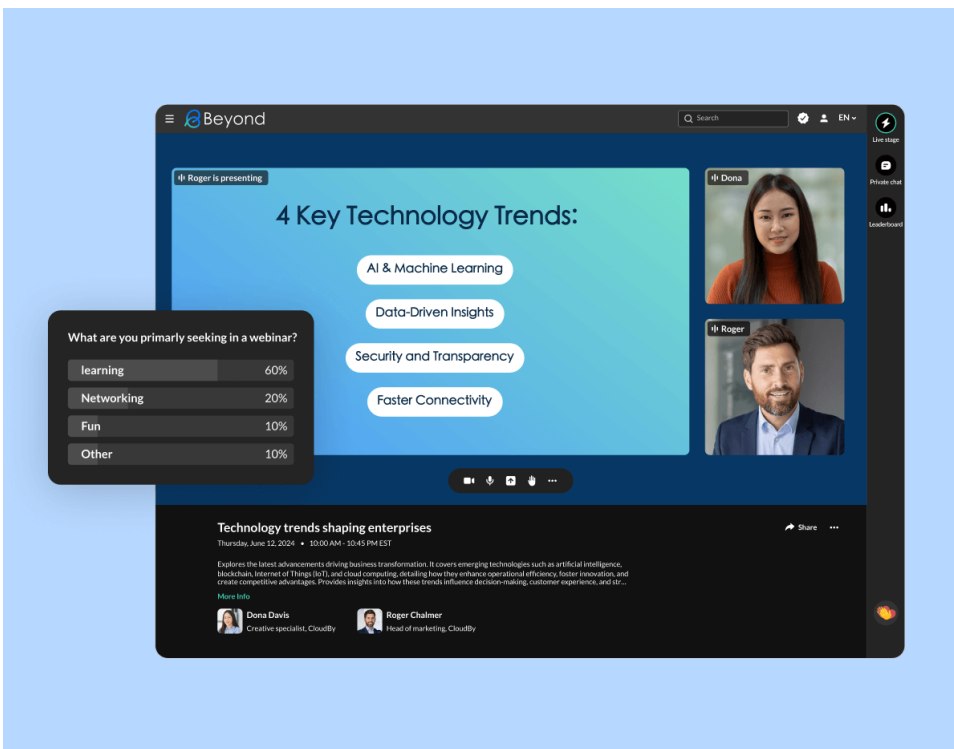 Beyond
Search
EN
Live stage
Private chat
Leaderboard
Roger is presenting
4 Key Technology Trends:
AI & Machine Learning
Data-Driven Insights
Security and Transparency
Faster Connectivity
Dona
Roger
What are you primarly seeking in a webinar?
learning 60%
Networking 20%
Fun 10%
Other 10%
Technology trends shaping enterprises
Share
Thursday, June 12, 2024 • 10:00 AM - 10:45 PM EST
Explores the latest advancements driving business transformation. It covers emerging technologies such as artificial intelligence,
blockchain, Internet of Things (IoT), and cloud computing, detailing how they enhance operational efficiency, foster innovation, and
create competitive advantages. Provides insights into how these trends influence decision-making, customer experience, and str...
More Info
Dona Davis
Creative specialist, CloudBy
Roger Chalmer
Head of marketing, CloudBy